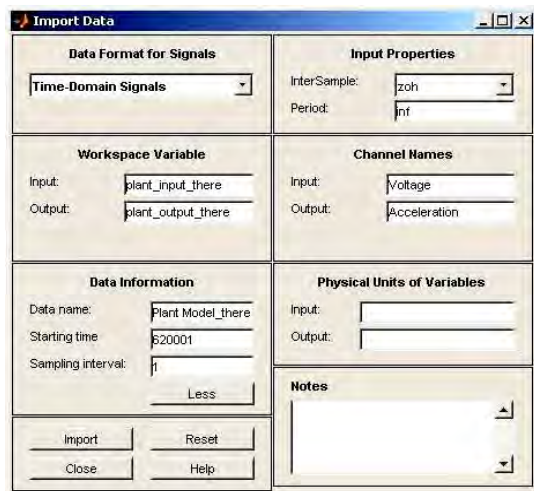 Import Data
Data Format for Signals
Time-Domain Signals
Input Properties
InterSample: zoh
Period: inf
Workspace Variable
Input: plant_input_there
Output: plant_output_there
Channel Names
Input: Voltage
Output: Acceleration
Data Information
Data name: Plant Model_there
Starting time 620001
Sampling interval: 1
Less
Physical Units of Variables
Input:
Output:
Notes
Import Reset
Close Help